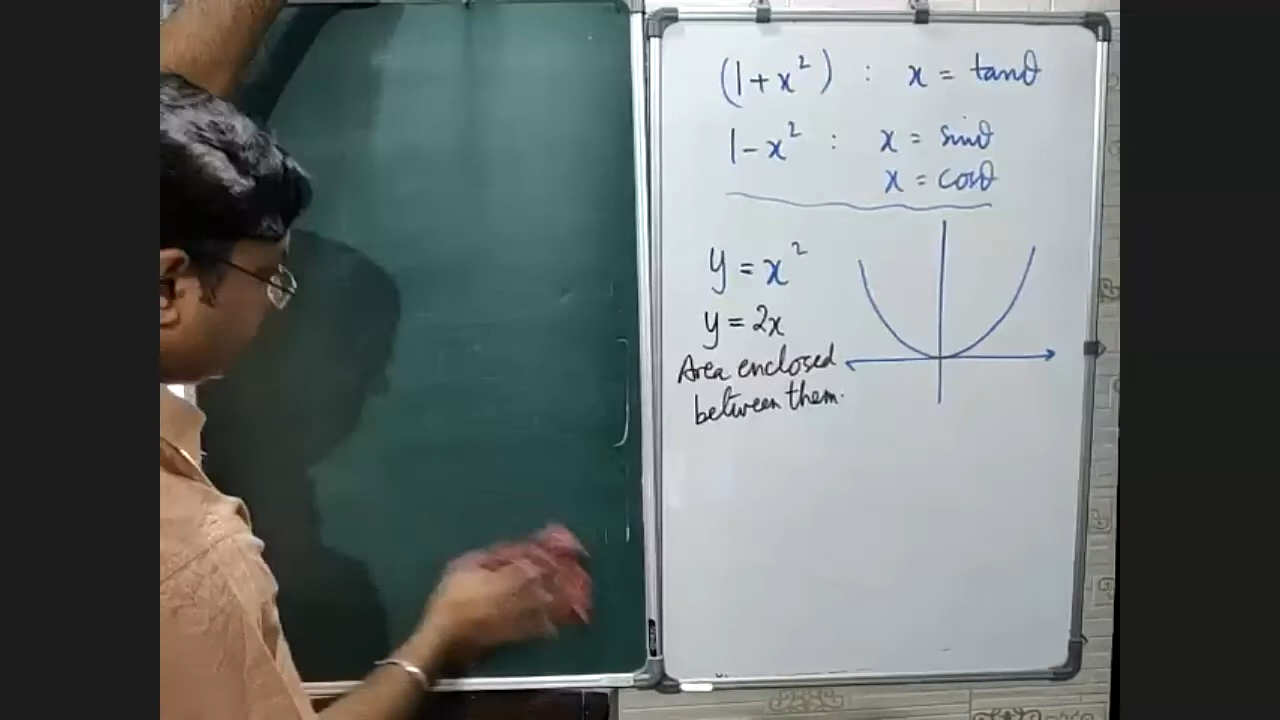 (1+x²) : x = tanθ
1-x² : x = sinθ
x = cosθ
y = x²
y = 2x
Area enclosed
between them.